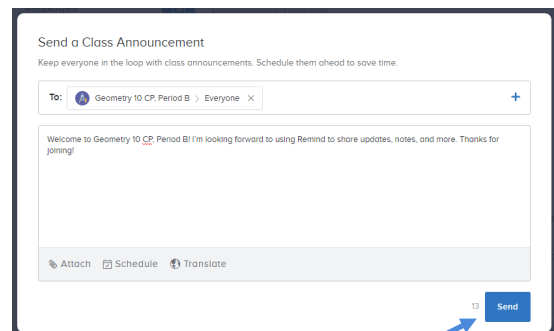 Send a Class Announcement
Keep everyone in the loop with class announcements. Schedule them ahead to save time.
To: Geometry 10 CP, Period B > Everyone ×
+
Welcome to Geometry 10 CP, Period B! I'm looking forward to using Remind to share updates, notes, and more. Thanks for
joining!
Attach Schedule Translate
13 Send